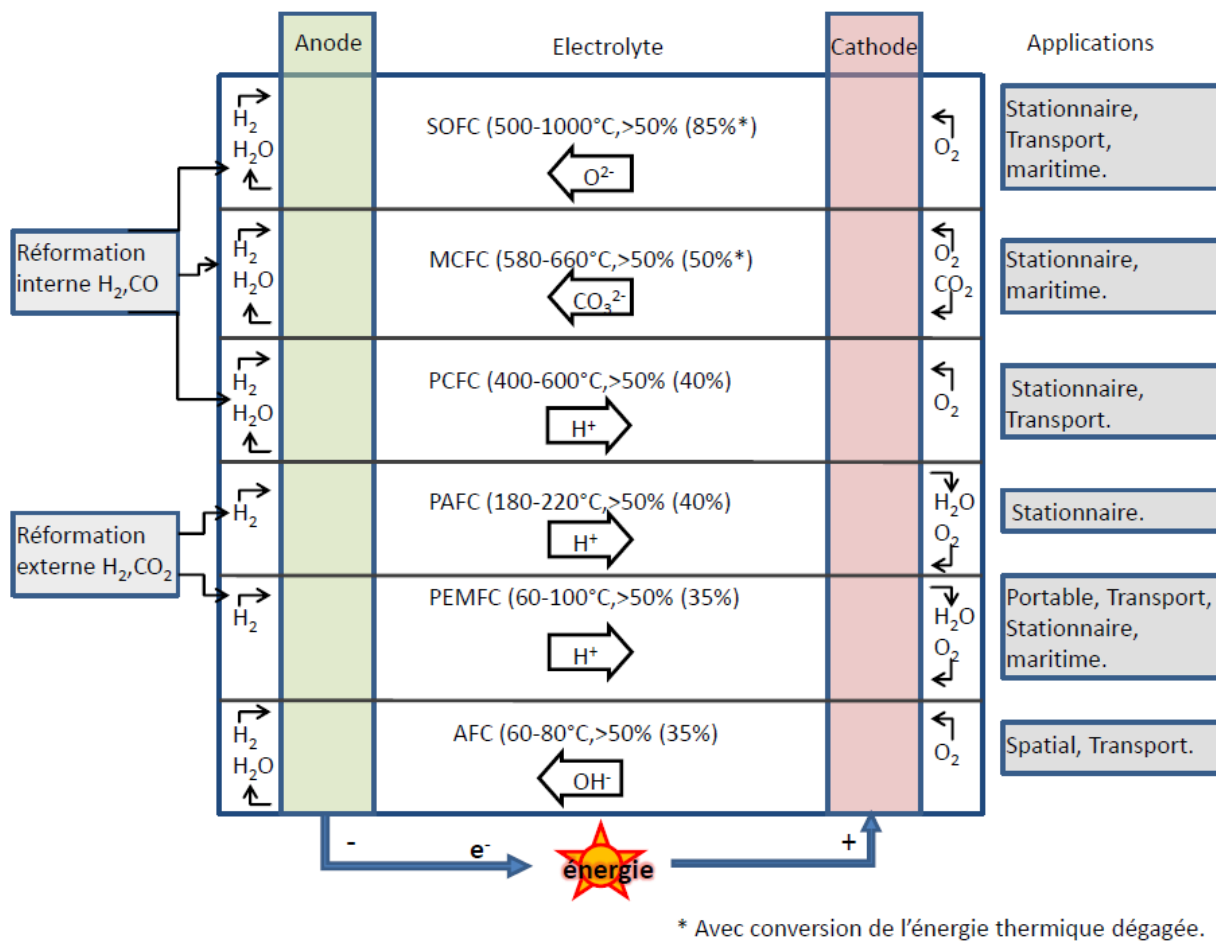 Anode
Electrolyte
Cathode
Applications
H₂
H₂O
SOFC (500-1000°C,>50% (85%*)
O²⁻
O₂
Stationnaire,
Transport,
maritime.
Réformation
interne H₂,CO
H₂
H₂O
MCFC (580-660°C,>50% (50%*)
CO₃²⁻
O₂
CO₂
Stationnaire,
maritime.
H₂
H₂O
PCFC (400-600°C,>50% (40%)
H⁺
O₂
Stationnaire,
Transport.
Réformation
externe H₂,CO₂
H₂
PAFC (180-220°C,>50% (40%)
H⁺
H₂O
O₂
Stationnaire.
H₂
PEMFC (60-100°C,>50% (35%)
H⁺
H₂O
O₂
Portable, Transport,
Stationnaire,
maritime.
H₂
H₂O
AFC (60-80°C,>50% (35%)
OH⁻
O₂
Spatial, Transport.
-
e⁻
énergie
+
* Avec conversion de l’énergie thermique dégagée.